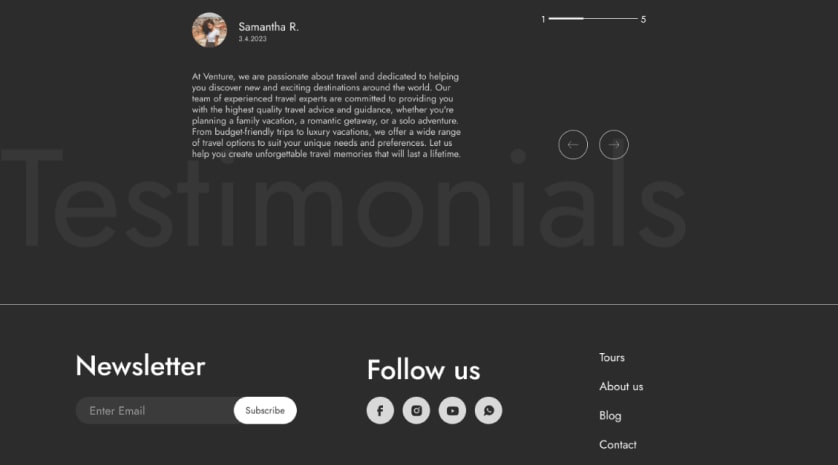 Samantha R.
3.4.2023
1
5
At Venture, we are passionate about travel and dedicated to helping
you discover new and exciting destinations around the world. Our
team of experienced travel experts are committed to providing you
with the highest quality travel advice and guidance, whether you're
planning a family vacation, a romantic getaway, or a solo adventure.
From budget-friendly trips to luxury vacations, we offer a wide range
of travel options to suit your unique needs and preferences. Let us
help you create unforgettable travel memories that will last a lifetime.
Testimonials
Newsletter
Enter Email
Subscribe
Follow us
Tours
About us
Blog
Contact